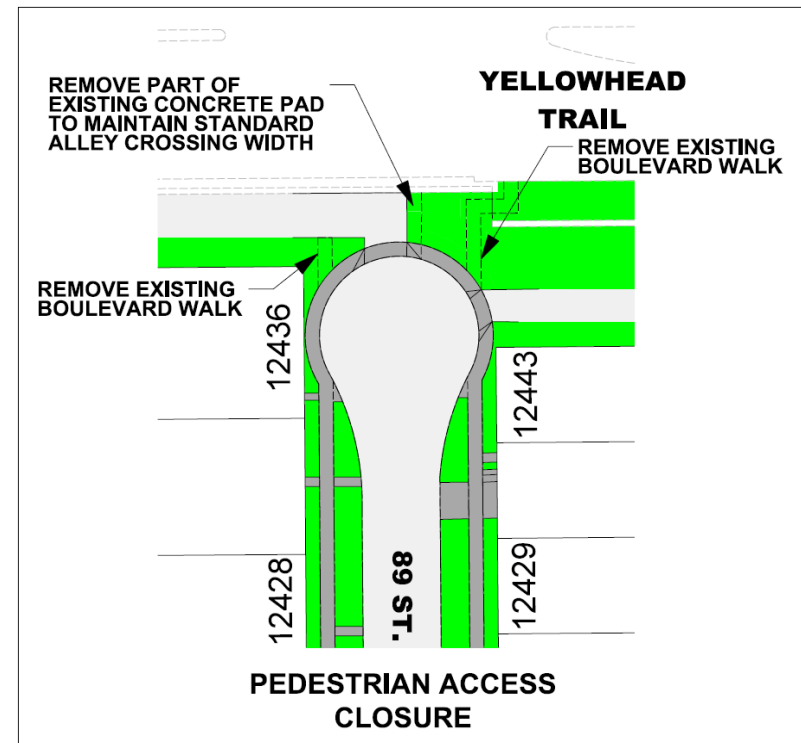 REMOVE PART OF
EXISTING CONCRETE PAD
TO MAINTAIN STANDARD
ALLEY CROSSING WIDTH
YELLOWHEAD
TRAIL
REMOVE EXISTING
BOULEVARD WALK
REMOVE EXISTING
BOULEVARD WALK
12436
12443
12428
89 ST.
12429
PEDESTRIAN ACCESS
CLOSURE